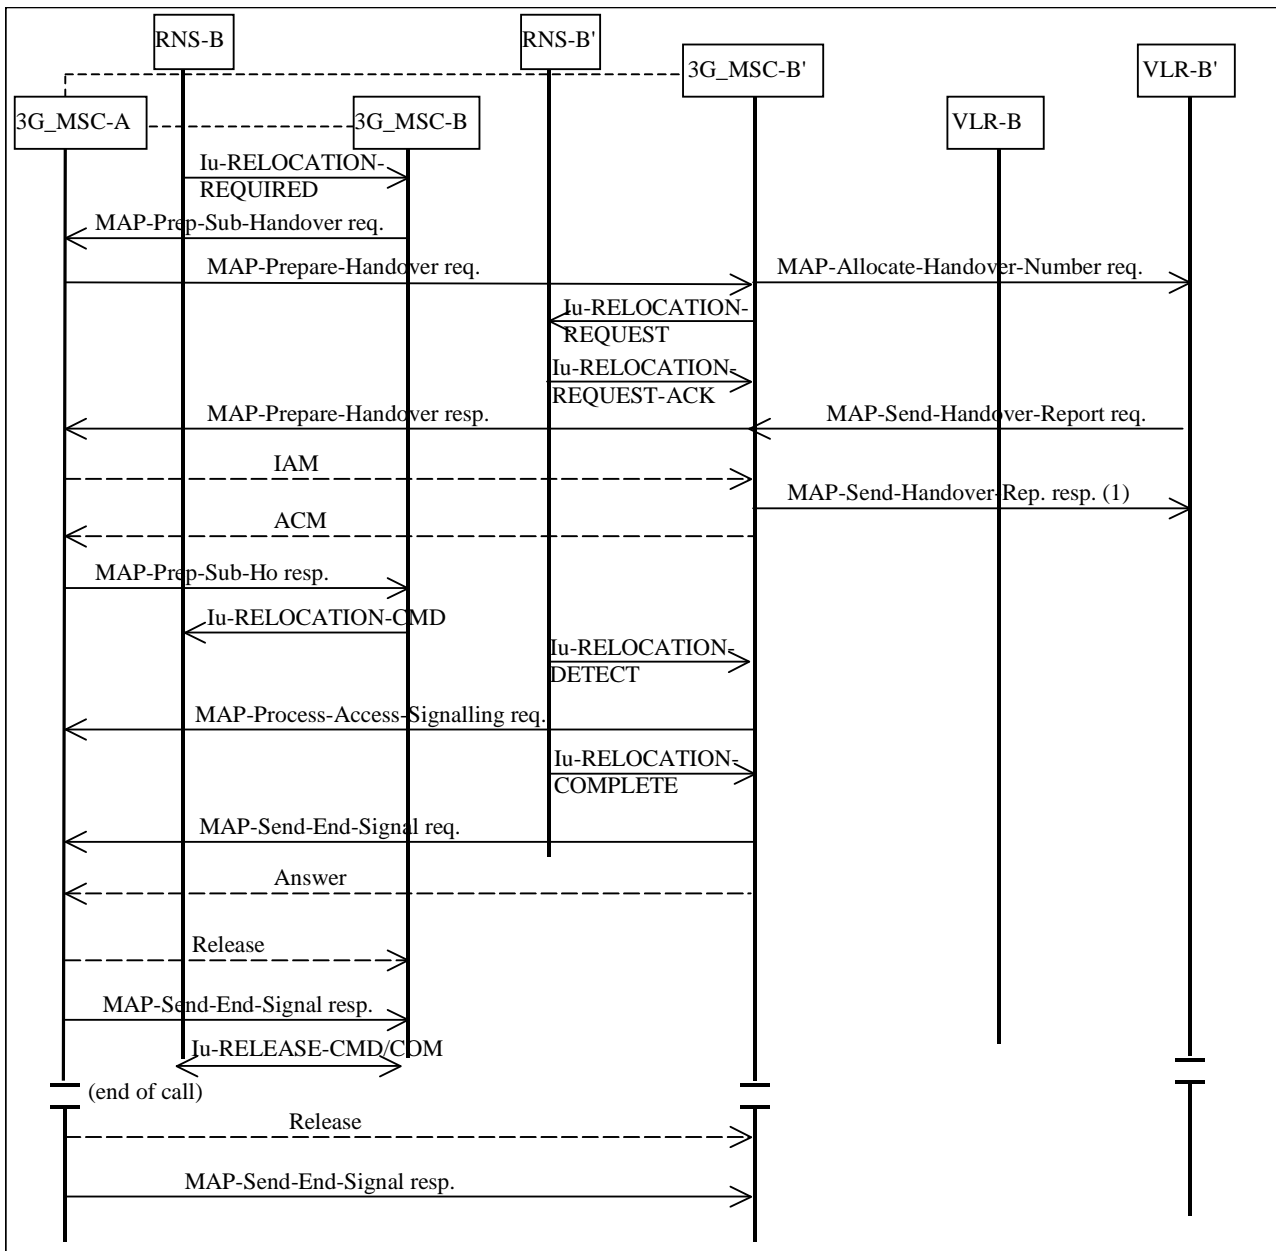 RNS-B
RNS-B'
3G_MSC-B'
VLR-B'
3G_MSC-A
3G_MSC-B
VLR-B
Iu-RELOCATION-
REQUIRED
MAP-Prep-Sub-Handover req.
MAP-Prepare-Handover req.
MAP-Allocate-Handover-Number req.
Iu-RELOCATION-
REQUEST
Iu-RELOCATION-
REQUEST-ACK
MAP-Prepare-Handover resp.
MAP-Send-Handover-Report req.
IAM
MAP-Send-Handover-Rep. resp. (1)
ACM
MAP-Prep-Sub-Ho resp.
Iu-RELOCATION-CMD
Iu-RELOCATION-
DETECT
MAP-Process-Access-Signalling req.
Iu-RELOCATION-
COMPLETE
MAP-Send-End-Signal req.
Answer
Release
MAP-Send-End-Signal resp.
Iu-RELEASE-CMD/COM
(end of call)
Release
MAP-Send-End-Signal resp.